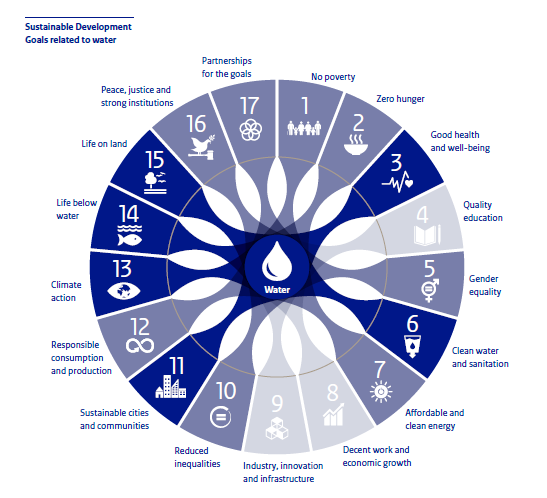 Sustainable Development
Goals related to water
1
No poverty
2
Zero hunger
3
Good health
and well-being
4
Quality
education
5
Gender
equality
6
Clean water
and sanitation
7
Affordable and
clean energy
8
Decent work and
economic growth
9
Industry, innovation
and infrastructure
10
Reduced
inequalities
11
Sustainable cities
and communities
12
Responsible
consumption
and production
13
Climate
action
14
Life below
water
15
Life on land
16
Peace, justice and
strong institutions
17
Partnerships
for the goals
Water